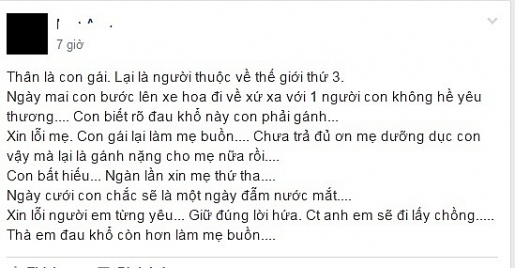 7 giờ
Thân là con gái. Lại là người thuộc về thế giới thứ 3.
Ngày mai con bước lên xe hoa đi về xứ xa với 1 người con không hề yêu
thương.... Con biết rõ đau khổ này con phải gánh...
Xin lỗi mẹ. Con gái lại làm mẹ buồn.... Chưa trả đủ ơn mẹ dưỡng dục con
vậy mà lại là gánh nặng cho mẹ nữa rồi....
Con bất hiếu... Ngàn lần xin mẹ thứ tha....
Ngày cưới con chắc sẽ là một ngày đẫm nước mắt....
Xin lỗi người em từng yêu... Giữ đúng lời hứa. Ct anh em sẽ đi lấy chồng.....
Thà em đau khổ còn hơn làm mẹ buồn....